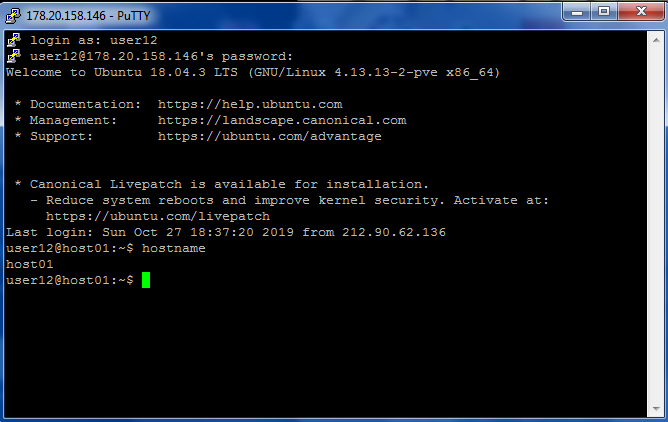 178.20.158.146 - PuTTY
login as: user12
user12@178.20.158.146's password:
Welcome to Ubuntu 18.04.3 LTS (GNU/Linux 4.13.13-2-pve x86_64)
* Documentation:  https://help.ubuntu.com
* Management:     https://landscape.canonical.com
* Support:        https://ubuntu.com/advantage
* Canonical Livepatch is available for installation.
- Reduce system reboots and improve kernel security. Activate at:
https://ubuntu.com/livepatch
Last login: Sun Oct 27 18:37:20 2019 from 212.90.62.136
user12@host01:~$ hostname
host01
user12@host01:~$